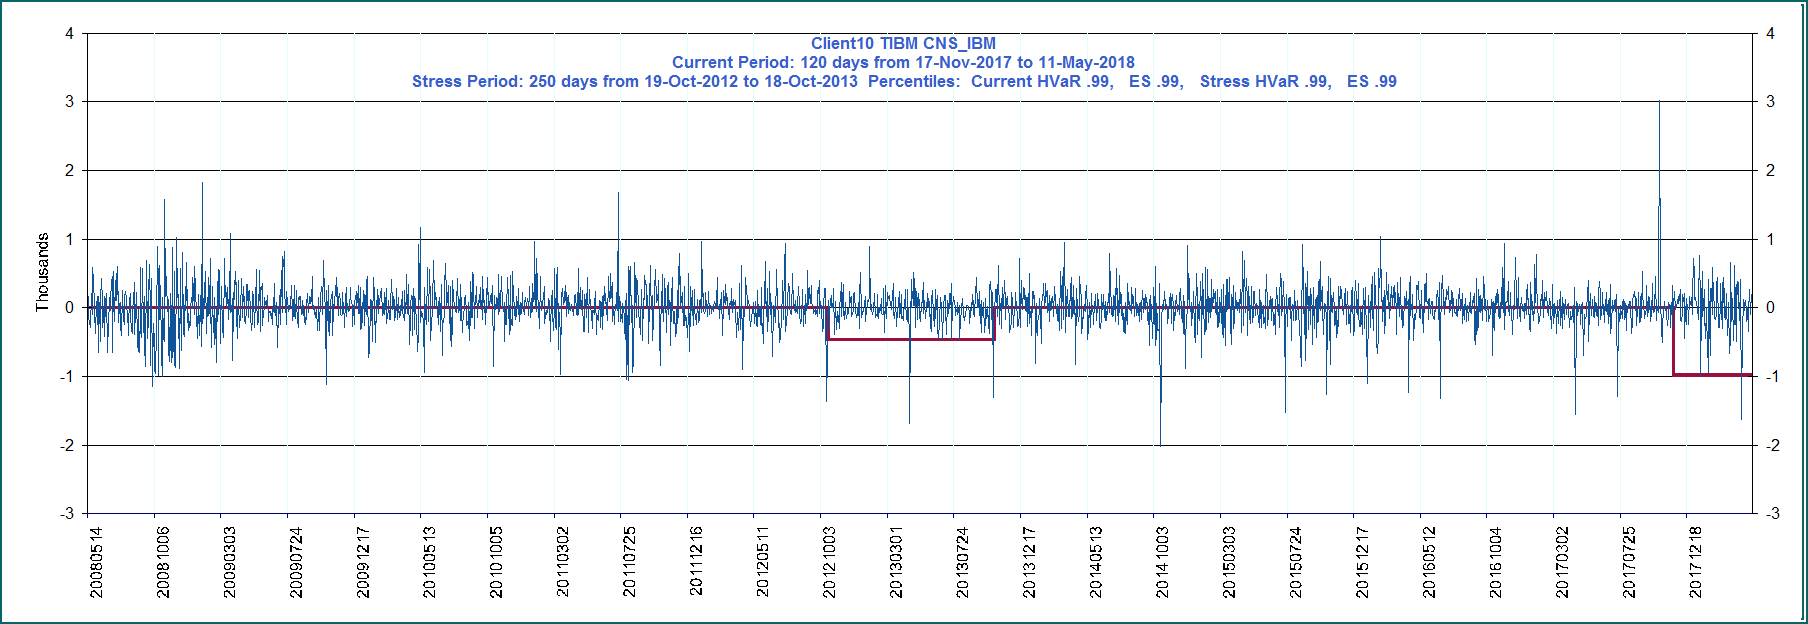 Client10 TIBM CNS_IBM
Current Period: 120 days from 17-Nov-2017 to 11-May-2018
Stress Period: 250 days from 19-Oct-2012 to 18-Oct-2013  Percentiles:  Current HVaR .99,   ES .99,   Stress HVaR .99,   ES .99
4 4
3 3
2 2
1 1
0 0
-1 -1
-2 -2
-3 -3
Thousands
20080514 20081006 20090303 20090724 20091217 20100513 20101005 20110302 20110725 20111216 20120511 20121003 20130301 20130724 20131217 20140513 20141003 20150303 20150724 20151217 20160512 20161004 20170302 20170725 20171218